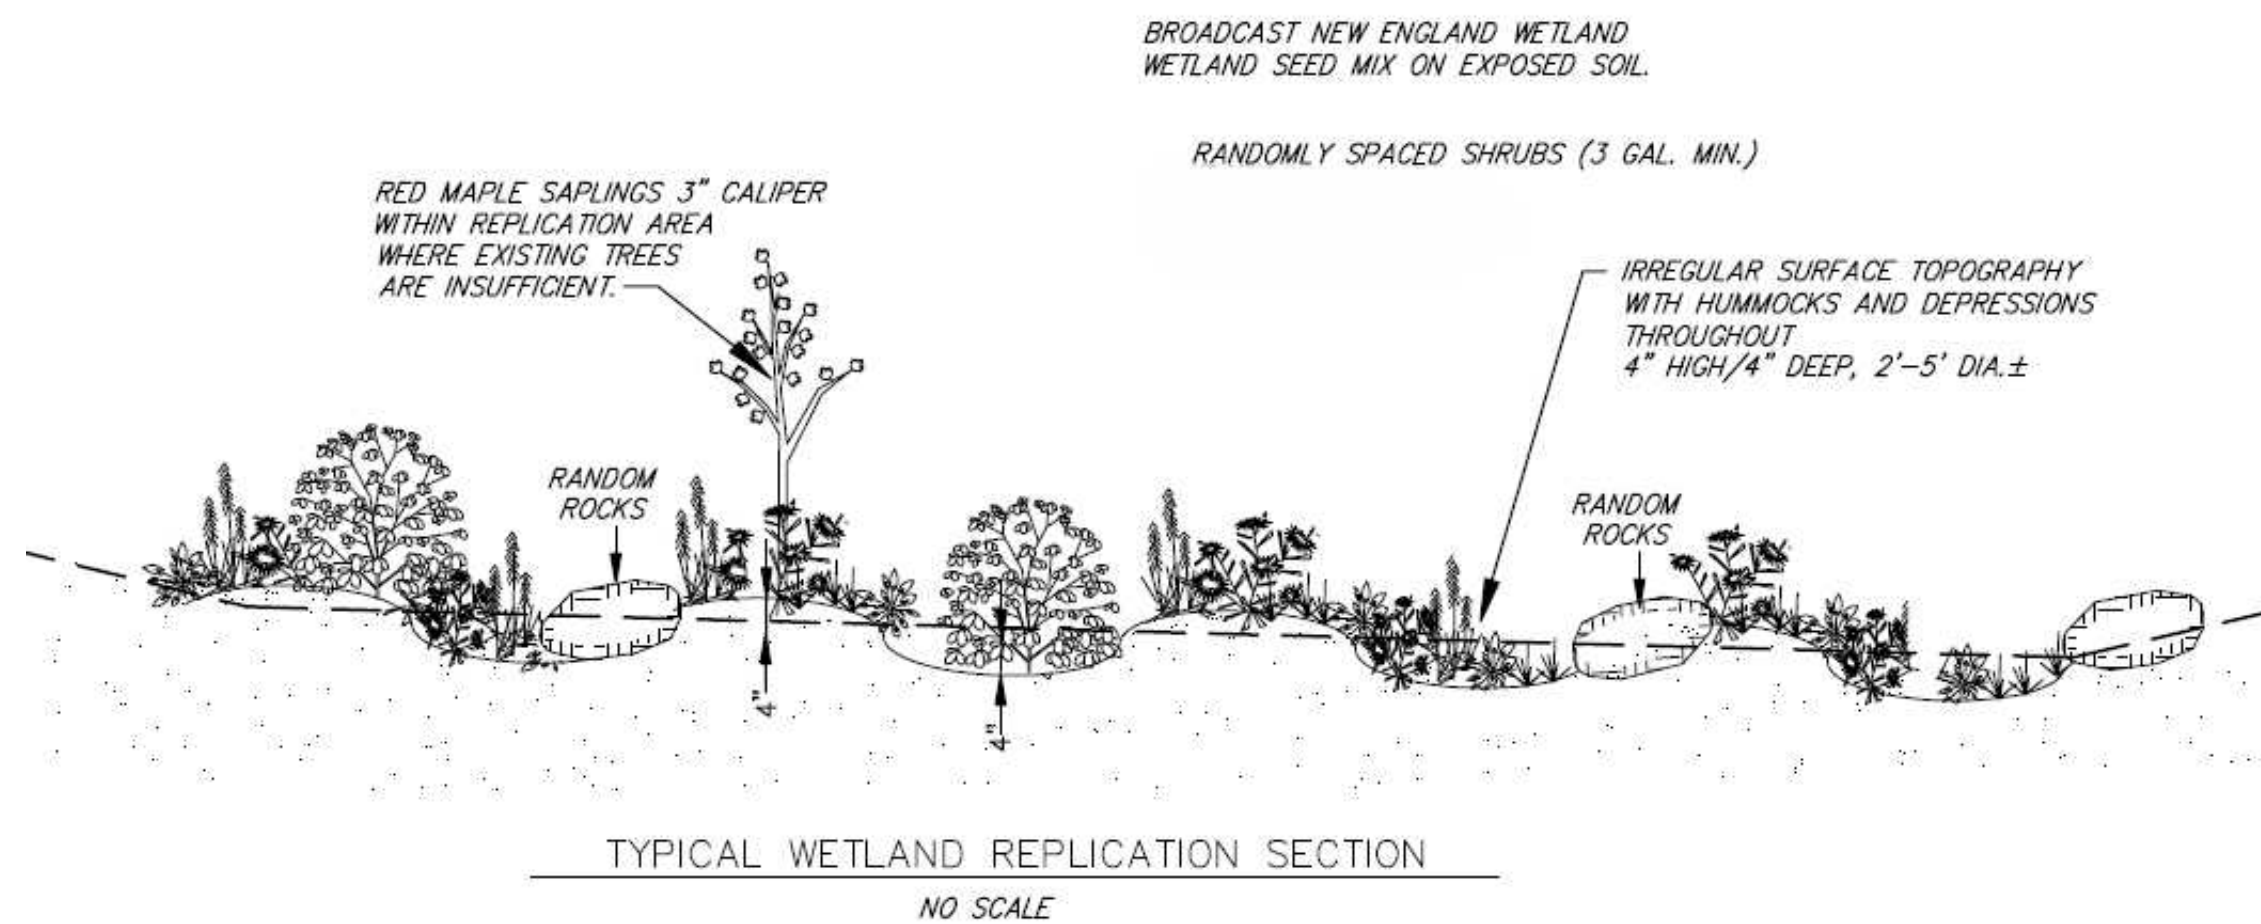 BROADCAST NEW ENGLAND WETLAND
WETLAND SEED MIX ON EXPOSED SOIL.
RANDOMLY SPACED SHRUBS (3 GAL. MIN.)
RED MAPLE SAPLINGS 3" CALIPER
WITHIN REPLICATION AREA
WHERE EXISTING TREES
ARE INSUFFICIENT.
IRREGULAR SURFACE TOPOGRAPHY
WITH HUMMOCKS AND DEPRESSIONS
THROUGHOUT
4" HIGH/4" DEEP, 2'-5' DIA.±
RANDOM
ROCKS
RANDOM
ROCKS
4"
4"
TYPICAL WETLAND REPLICATION SECTION
NO SCALE